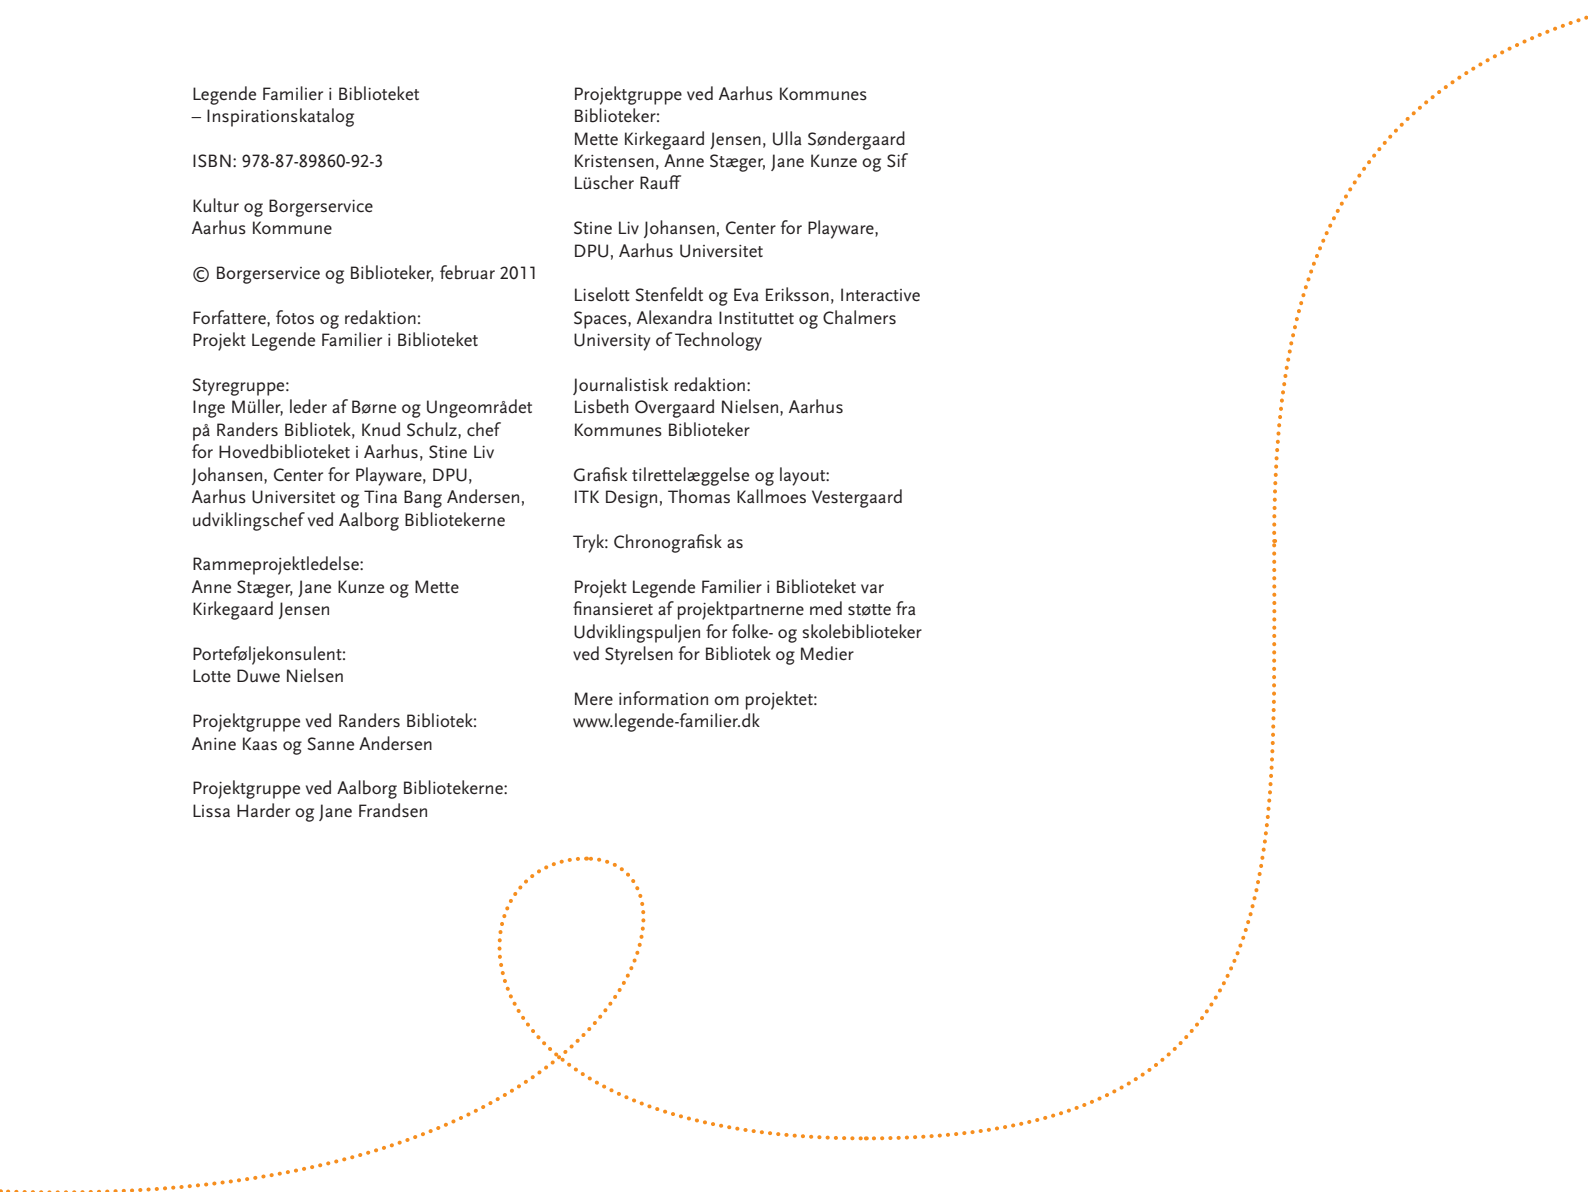 Legende Familier i Biblioteket
– Inspirationskatalog
ISBN: 978-87-89860-92-3
Kultur og Borgerservice
Aarhus Kommune
© Borgerservice og Biblioteker, februar 2011
Forfattere, fotos og redaktion:
Projekt Legende Familier i Biblioteket
Styregruppe:
Inge Müller, leder af Børne og Ungeområdet
på Randers Bibliotek, Knud Schulz, chef
for Hovedbiblioteket i Aarhus, Stine Liv
Johansen, Center for Playware, DPU,
Aarhus Universitet og Tina Bang Andersen,
udviklingschef ved Aalborg Bibliotekerne
Rammeprojektledelse:
Anne Stæger, Jane Kunze og Mette
Kirkegaard Jensen
Porteføljekonsulent:
Lotte Duwe Nielsen
Projektgruppe ved Randers Bibliotek:
Anine Kaas og Sanne Andersen
Projektgruppe ved Aalborg Bibliotekerne:
Lissa Harder og Jane Frandsen
Projektgruppe ved Aarhus Kommunes
Biblioteker:
Mette Kirkegaard Jensen, Ulla Søndergaard
Kristensen, Anne Stæger, Jane Kunze og Sif
Lüscher Rauff
Stine Liv Johansen, Center for Playware,
DPU, Aarhus Universitet
Liselott Stenfeldt og Eva Eriksson, Interactive
Spaces, Alexandra Instituttet og Chalmers
University of Technology
Journalistisk redaktion:
Lisbeth Overgaard Nielsen, Aarhus
Kommunes Biblioteker
Grafisk tilrettelæggelse og layout:
ITK Design, Thomas Kallmoes Vestergaard
Tryk: Chronografisk as
Projekt Legende Familier i Biblioteket var
finansieret af projektpartnerne med støtte fra
Udviklingspuljen for folke- og skolebiblioteker
ved Styrelsen for Bibliotek og Medier
Mere information om projektet:
www.legende-familier.dk